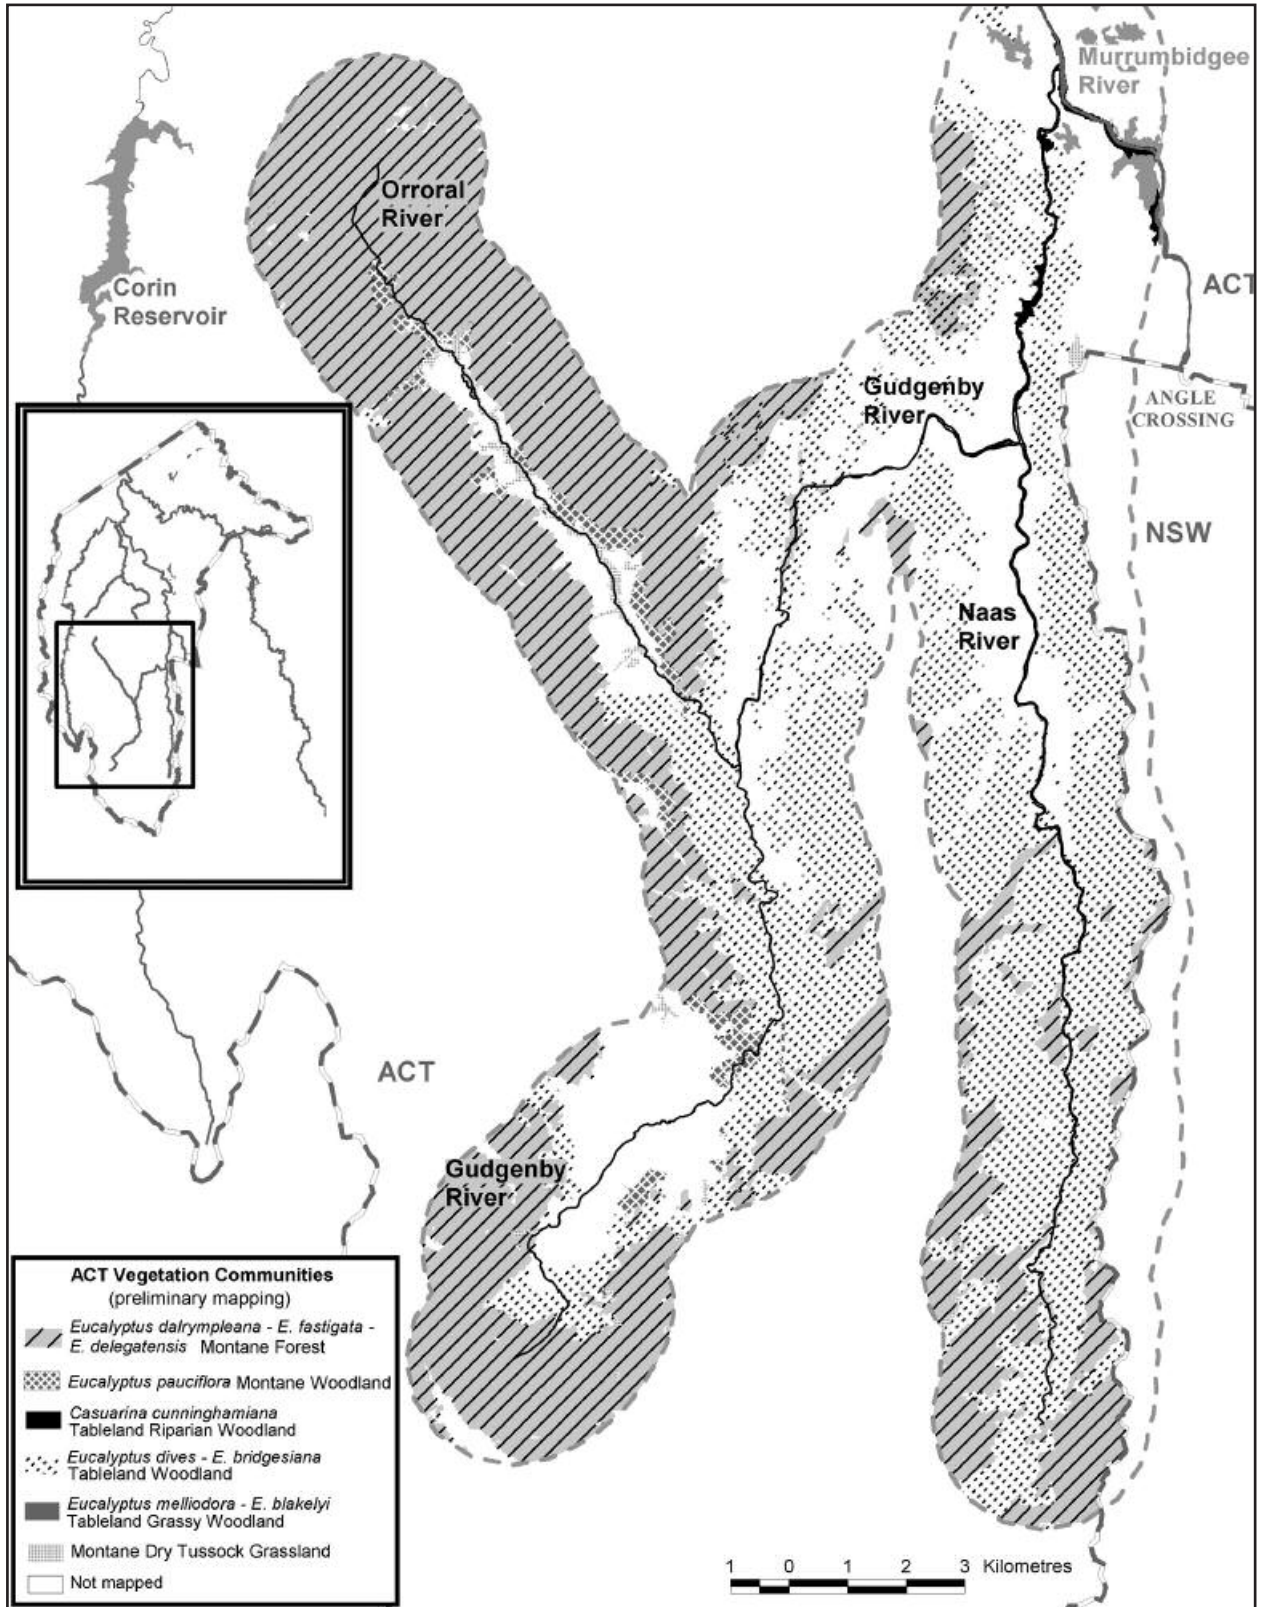 Murrumbidgee
River
Orroral
River
Corin
Reservoir
ACT
Gudgenby
River
ANGLE
CROSSING
NSW
Naas
River
ACT
Gudgenby
River
ACT Vegetation Communities
(preliminary mapping)
Eucalyptus dalrympleana - E. fastigata -
E. delegatensis Montane Forest
Eucalyptus pauciflora Montane Woodland
Casuarina cunninghamiana
Tableland Riparian Woodland
Eucalyptus dives - E. bridgesiana
Tableland Woodland
Eucalyptus melliodora - E. blakelyi
Tableland Grassy Woodland
Montane Dry Tussock Grassland
Not mapped
1 0 1 2 3 Kilometres